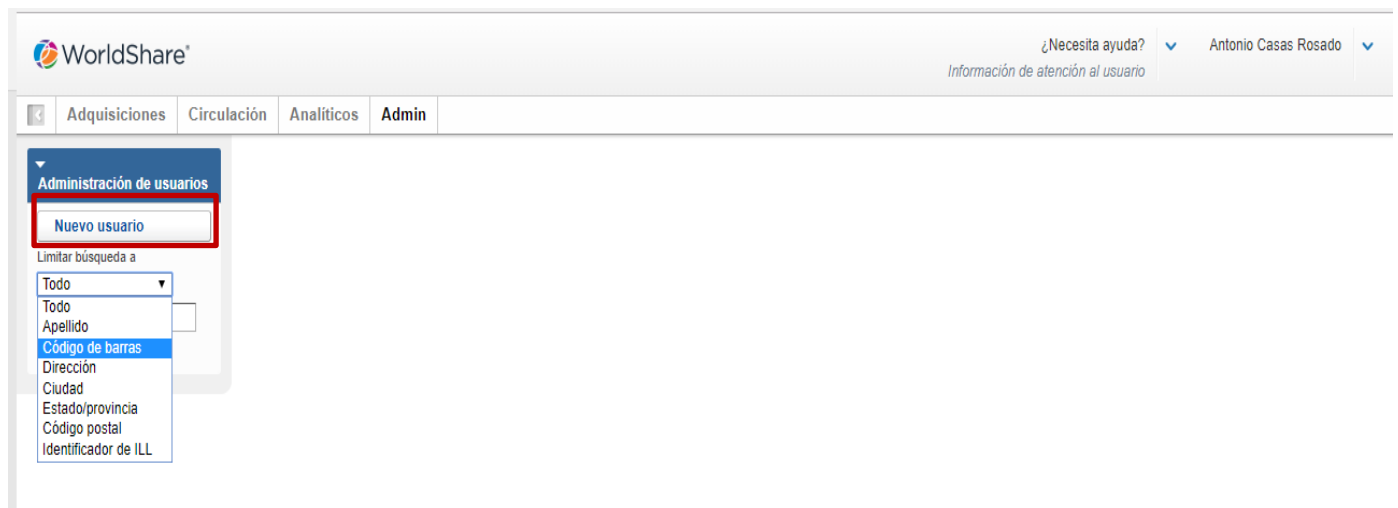 WorldShare®
¿Necesita ayuda?
Antonio Casas Rosado
Información de atención al usuario
Adquisiciones
Circulación
Analíticos
Admin
Administración de usuarios
Nuevo usuario
Limitar búsqueda a
Todo
Todo
Apellido
Código de barras
Dirección
Ciudad
Estado/provincia
Código postal
Identificador de ILL